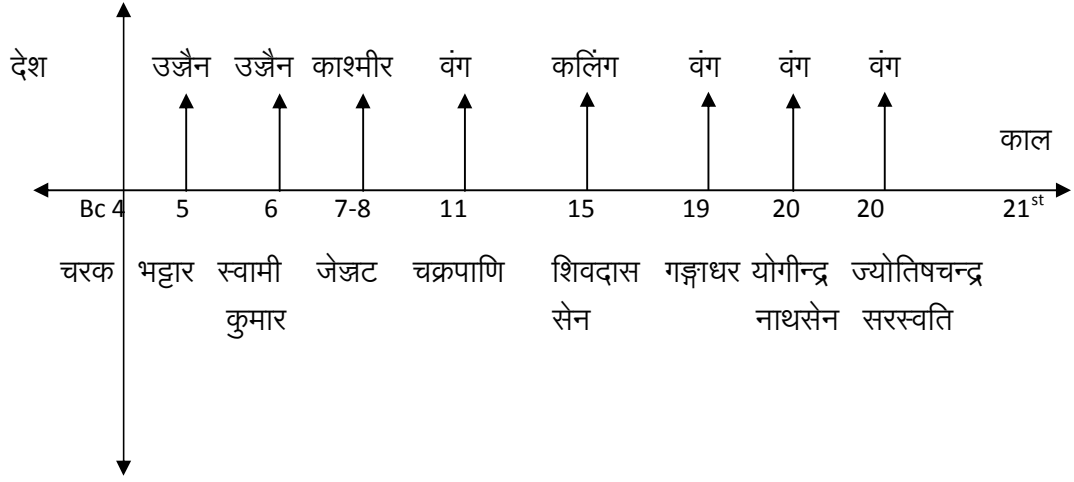 देश उज्जैन उज्जैन काश्मीर वंग कलिंग वंग वंग वंग
काल
Bc 4 5 6 7-8 11 15 19 20 20 21st
चरक भट्टार स्वामी जेज्जट चक्रपाणि शिवदास गङ्गाधर योगीन्द्र ज्योतिषचन्द्र
कुमार सेन नाथसेन सरस्वति